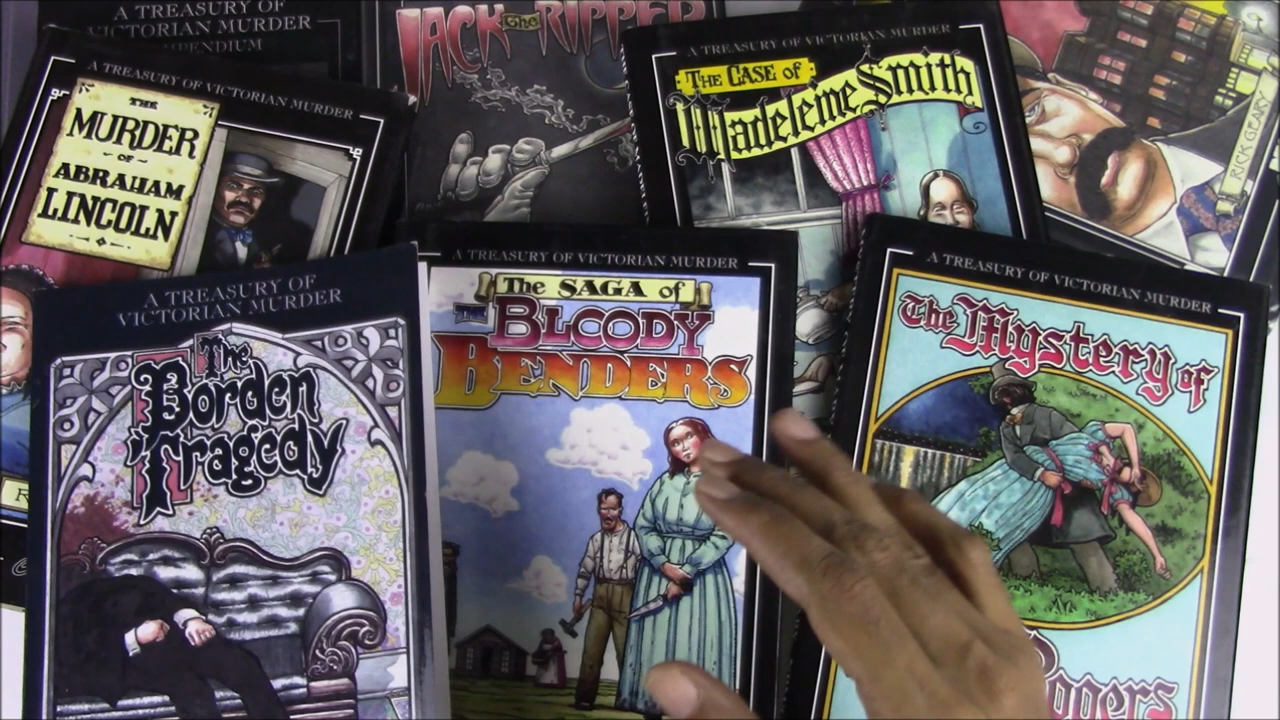 A TREASURY OF
VICTORIAN MURDER
JACK the RIPPER
A TREASURY OF VICTORIAN MURDER
THE CASE of
Madeleine Smith
RICK GEARY
A TREASURY OF VICTORIAN MURDER
THE
MURDER
OF
ABRAHAM
LINCOLN
A TREASURY OF
VICTORIAN MURDER
The
Borden
Tragedy
A TREASURY OF VICTORIAN MURDER
The SAGA of
THE BLOODY
BENDERS
A TREASURY OF VICTORIAN MURDER
The Mystery of
Rogers